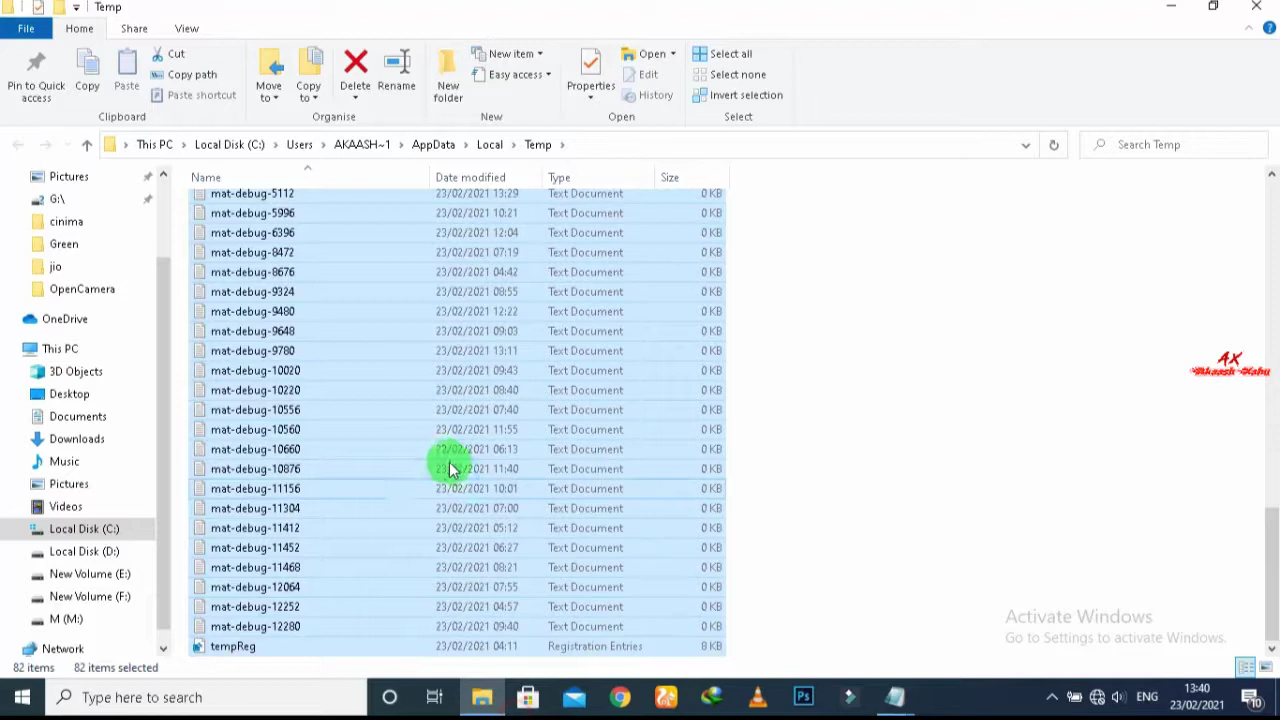 Temp
File Home Share View
Pin to Quick access
Copy
Paste
Cut
Copy path
Paste shortcut
Clipboard
Move to
Copy to
Delete
Rename
Organise
New folder
New item
Easy access
New
Properties
Open
Edit
History
Open
Select all
Select none
Invert selection
Select
This PC Local Disk (C:) Users AKAASH~1 AppData Local Temp
Search Temp
Pictures
G:\
cinima
Green
jio
OpenCamera
OneDrive
This PC
3D Objects
Desktop
Documents
Downloads
Music
Pictures
Videos
Local Disk (C:)
Local Disk (D:)
New Volume (E:)
New Volume (F:)
M (M:)
Network
Name Date modified Type Size
mat-debug-5112 23/02/2021 13:29 Text Document 0 KB
mat-debug-5996 23/02/2021 10:21 Text Document 0 KB
mat-debug-6396 23/02/2021 12:04 Text Document 0 KB
mat-debug-8472 23/02/2021 07:19 Text Document 0 KB
mat-debug-8676 23/02/2021 04:42 Text Document 0 KB
mat-debug-9324 23/02/2021 08:55 Text Document 0 KB
mat-debug-9480 23/02/2021 12:22 Text Document 0 KB
mat-debug-9648 23/02/2021 09:03 Text Document 0 KB
mat-debug-9780 23/02/2021 13:11 Text Document 0 KB
mat-debug-10020 23/02/2021 09:43 Text Document 0 KB
mat-debug-10220 23/02/2021 08:40 Text Document 0 KB
mat-debug-10556 23/02/2021 07:40 Text Document 0 KB
mat-debug-10560 23/02/2021 11:55 Text Document 0 KB
mat-debug-10660 22/02/2021 06:13 Text Document 0 KB
mat-debug-10876 11:40 Text Document 0 KB
mat-debug-11156 23/02/2021 10:01 Text Document 0 KB
mat-debug-11304 23/02/2021 07:00 Text Document 0 KB
mat-debug-11412 23/02/2021 05:12 Text Document 0 KB
mat-debug-11452 23/02/2021 06:27 Text Document 0 KB
mat-debug-11468 23/02/2021 08:21 Text Document 0 KB
mat-debug-12064 23/02/2021 07:55 Text Document 0 KB
mat-debug-12252 23/02/2021 04:57 Text Document 0 KB
mat-debug-12280 23/02/2021 09:40 Text Document 0 KB
tempReg 23/02/2021 04:11 Registration Entries 8 KB
AX
Akaash Xahu
Activate Windows
Go to Settings to activate Windows.
82 items 82 items selected
Type here to search
Ps
ENG
13:40
23/02/2021
10